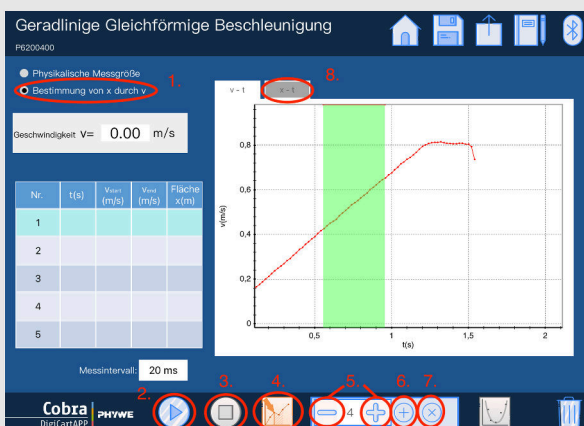 Geradlinige Gleichförmige Beschleunigung
P6200400
Physikalische Messgröße
1.
Bestimmung von x durch v
8.
v - t
x - t
Geschwindigkeit v= 0.00 m/s
Nr. t(s) Vstart (m/s) Vend (m/s) Fläche x(m)
1
2
3
4
5
v(m/s)
0,8
0,6
0,4
0,2
0
0,5 1 1,5 2
t(s)
Messintervall: 20 ms
2. 3. 4. 5. 6. 7.
4
Cobra PHYWE
DigiCartAPP